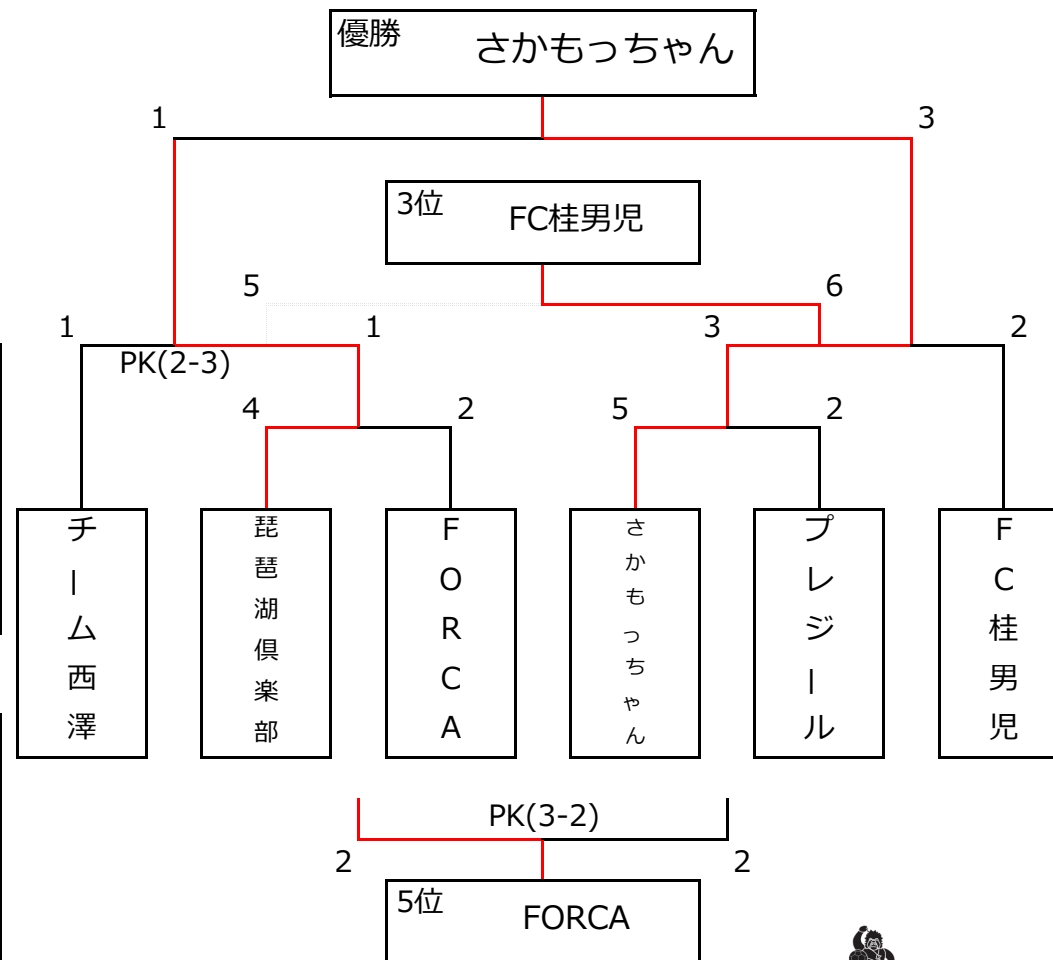 優勝 さかもっちゃん
1 3
3位 FC桂男児
5 6
1 1 3 2
PK(2-3)
4 2 5 2
チーム西澤
琵琶湖倶楽部
FORCA
さかもっちゃん
プレジール
FC桂男児
PK(3-2)
2 2
5位 FORCA